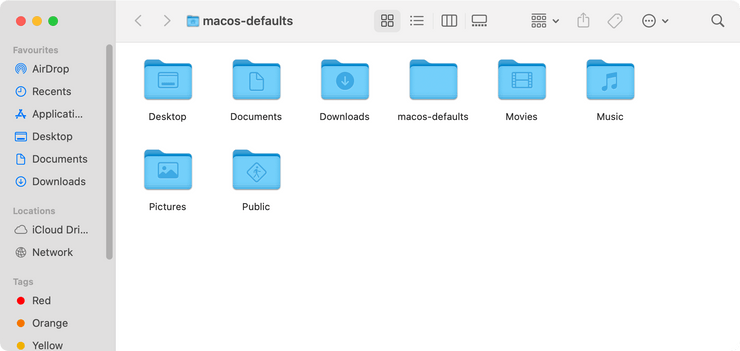 macos-defaults
Favourites
AirDrop
Recents
Applicati...
Desktop
Documents
Downloads
Locations
iCloud Dri...
Network
Tags
Red
Orange
Yellow
Desktop Documents Downloads macos-defaults Movies Music
Pictures Public